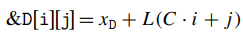 &D[i][j] = x_D + L(C · i + j)